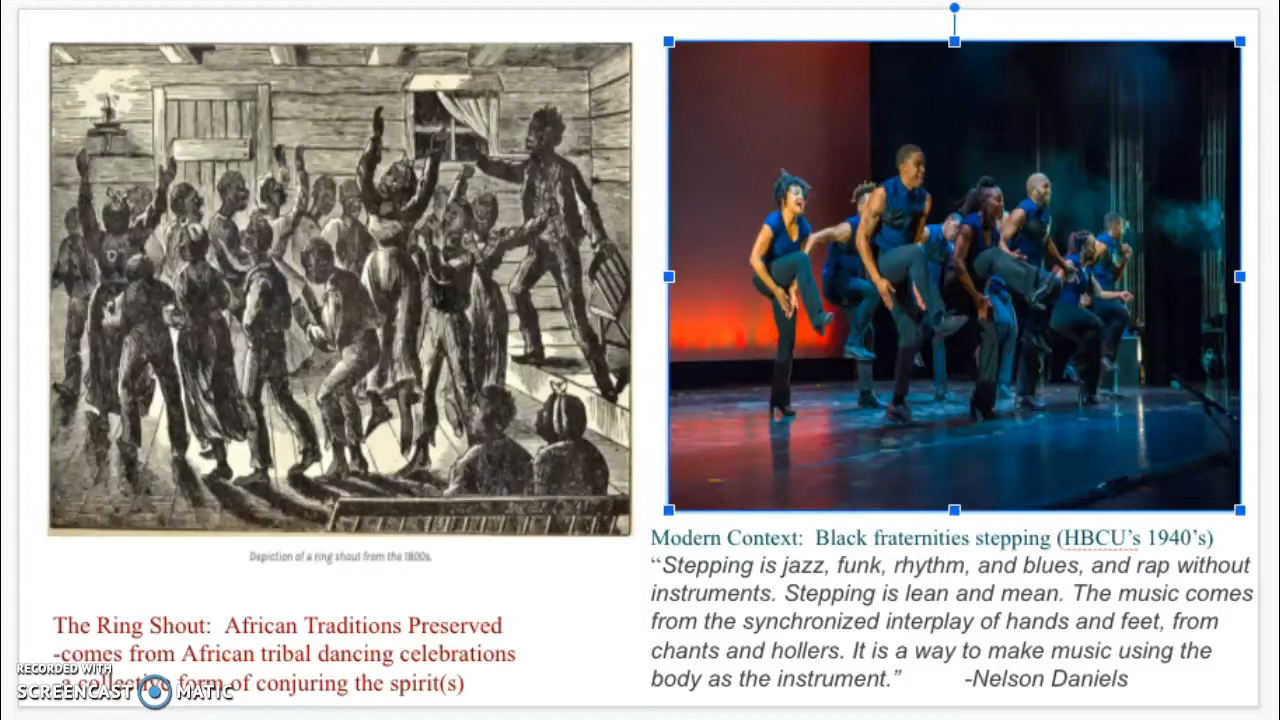 Depiction of a ring shout from the 1800s.
The Ring Shout: African Traditions Preserved
-comes from African tribal dancing celebrations
-a collective form of conjuring the spirit(s)
RECORDED WITH
SCREENCAST MATIC
Modern Context: Black fraternities stepping (HBCU's 1940's)
“Stepping is jazz, funk, rhythm, and blues, and rap without
instruments. Stepping is lean and mean. The music comes
from the synchronized interplay of hands and feet, from
chants and hollers. It is a way to make music using the
body as the instrument.” -Nelson Daniels